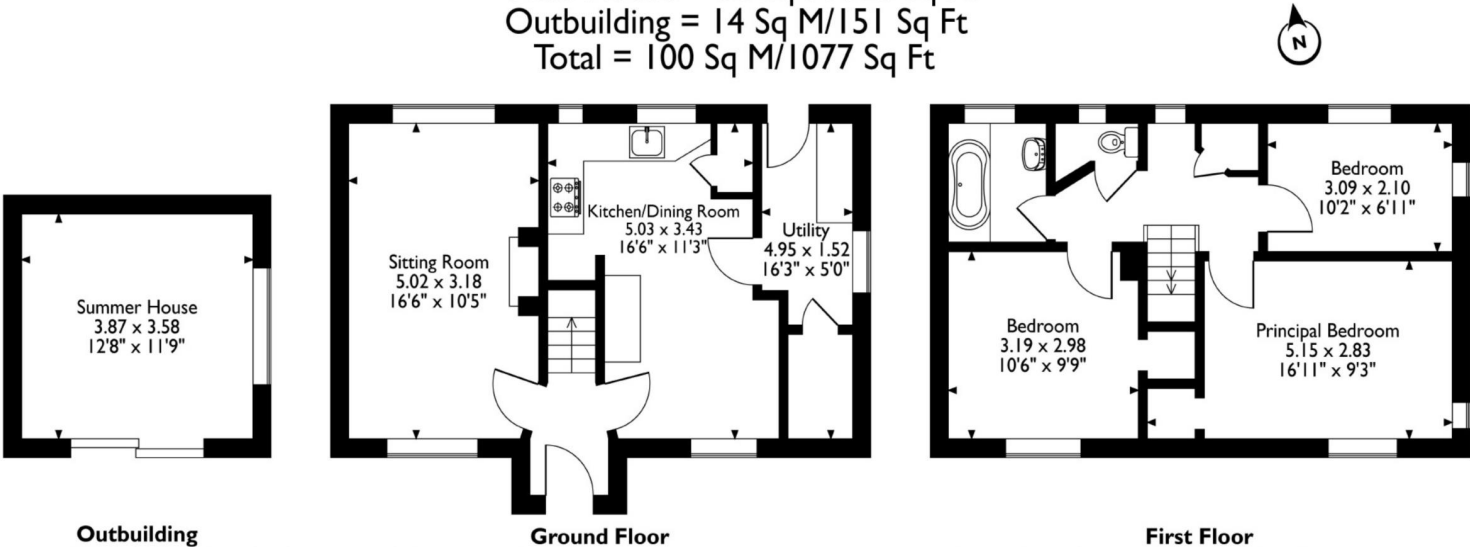 Outbuilding = 14 Sq M/151 Sq Ft
Total = 100 Sq M/1077 Sq Ft
N
Summer House
3.87 x 3.58
12'8" x 11'9"
Outbuilding
Sitting Room
5.02 x 3.18
16'6" x 10'5"
Kitchen/Dining Room
5.03 x 3.43
16'6" x 11'3"
Utility
4.95 x 1.52
16'3" x 5'0"
Ground Floor
Bedroom
3.09 x 2.10
10'2" x 6'11"
Bedroom
3.19 x 2.98
10'6" x 9'9"
Principal Bedroom
5.15 x 2.83
16'11" x 9'3"
First Floor